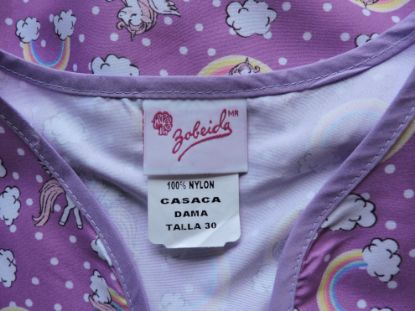 zobeida MR
100% NYLON
CASACA
DAMA
TALLA 30